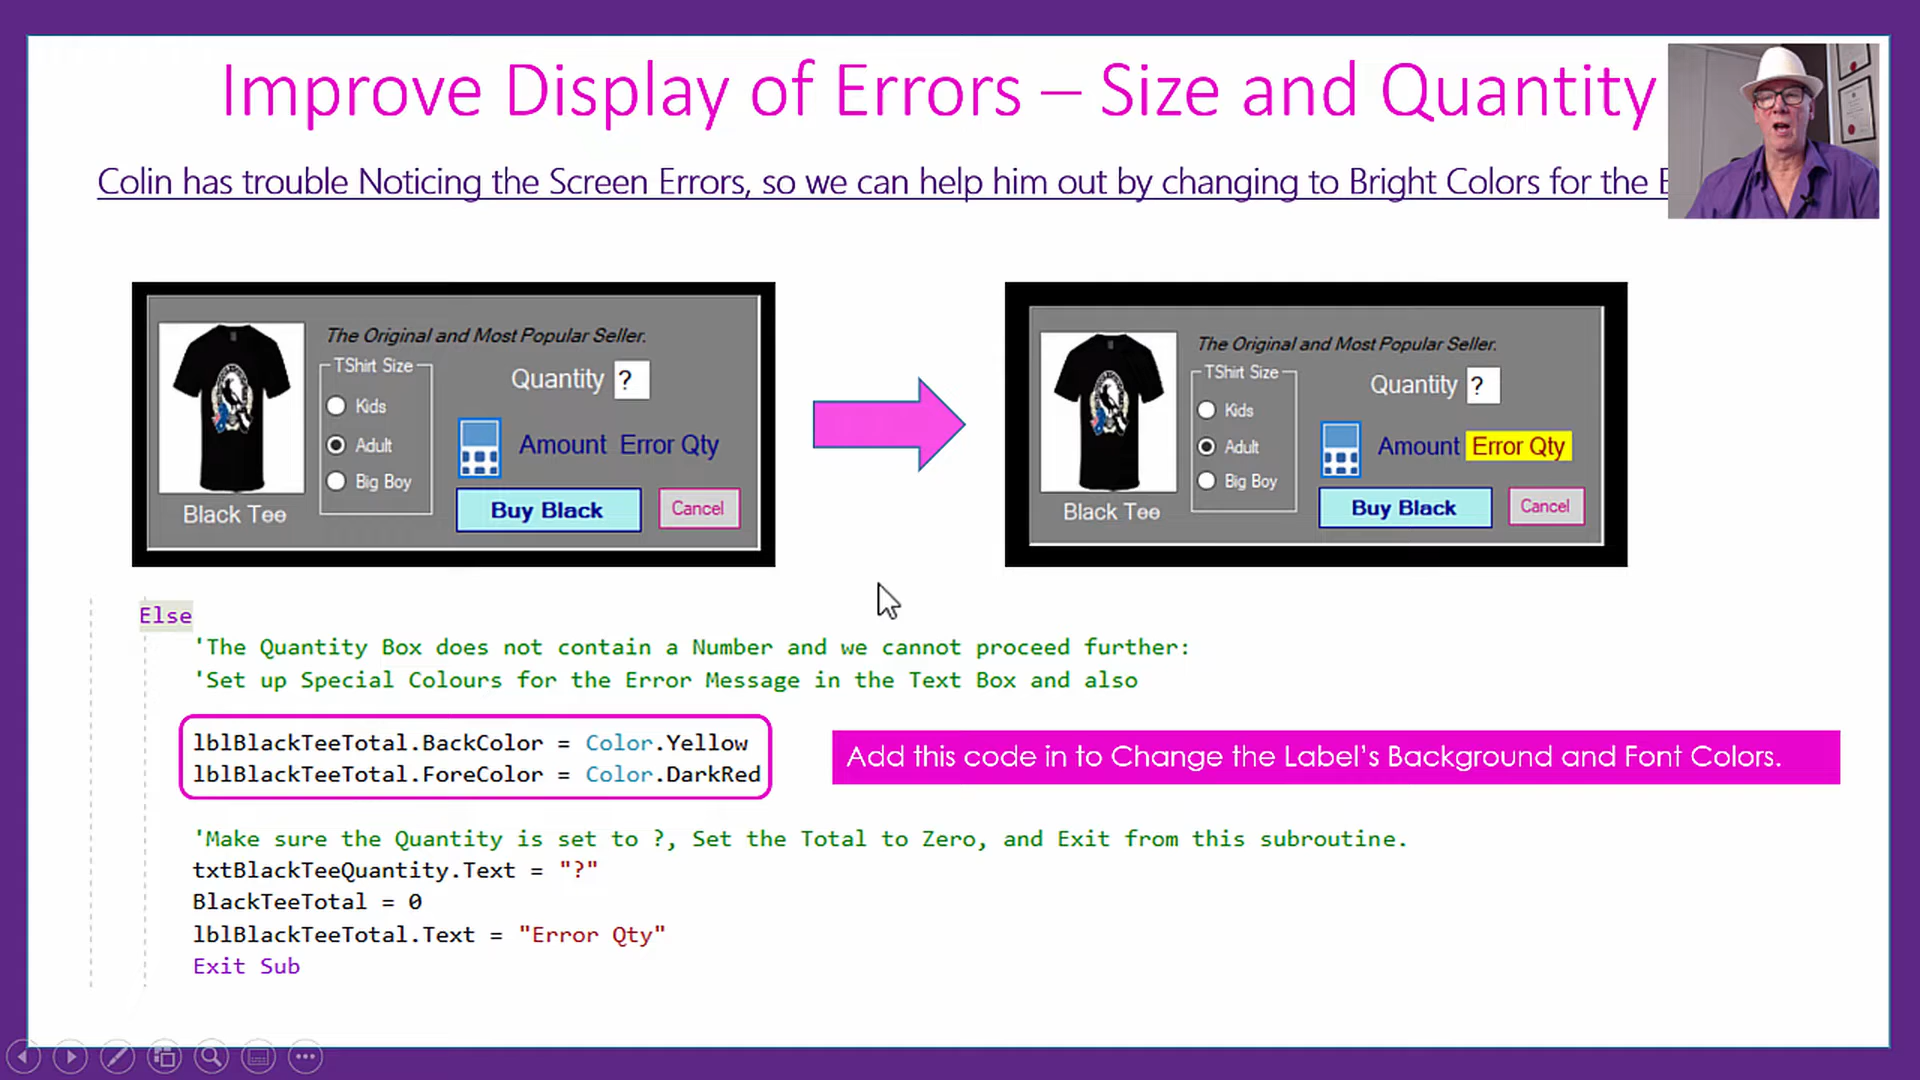 Improve Display of Errors – Size and Quantity
Colin has trouble Noticing the Screen Errors, so we can help him out by changing to Bright Colors for the
The Original and Most Popular Seller.
TShirt Size
Kids
Adult
Big Boy
Quantity ?
Amount Error Qty
Buy Black
Cancel
Black Tee
The Original and Most Popular Seller.
TShirt Size
Kids
Adult
Big Boy
Quantity ?
Amount Error Qty
Buy Black
Cancel
Black Tee
Else
'The Quantity Box does not contain a Number and we cannot proceed further:
'Set up Special Colours for the Error Message in the Text Box and also
lblBlackTeeTotal.BackColor = Color.Yellow
lblBlackTeeTotal.ForeColor = Color.DarkRed
Add this code in to Change the Label's Background and Font Colors.
'Make sure the Quantity is set to ?, Set the Total to Zero, and Exit from this subroutine.
txtBlackTeeQuantity.Text = "?"
BlackTeeTotal = 0
lblBlackTeeTotal.Text = "Error Qty"
Exit Sub